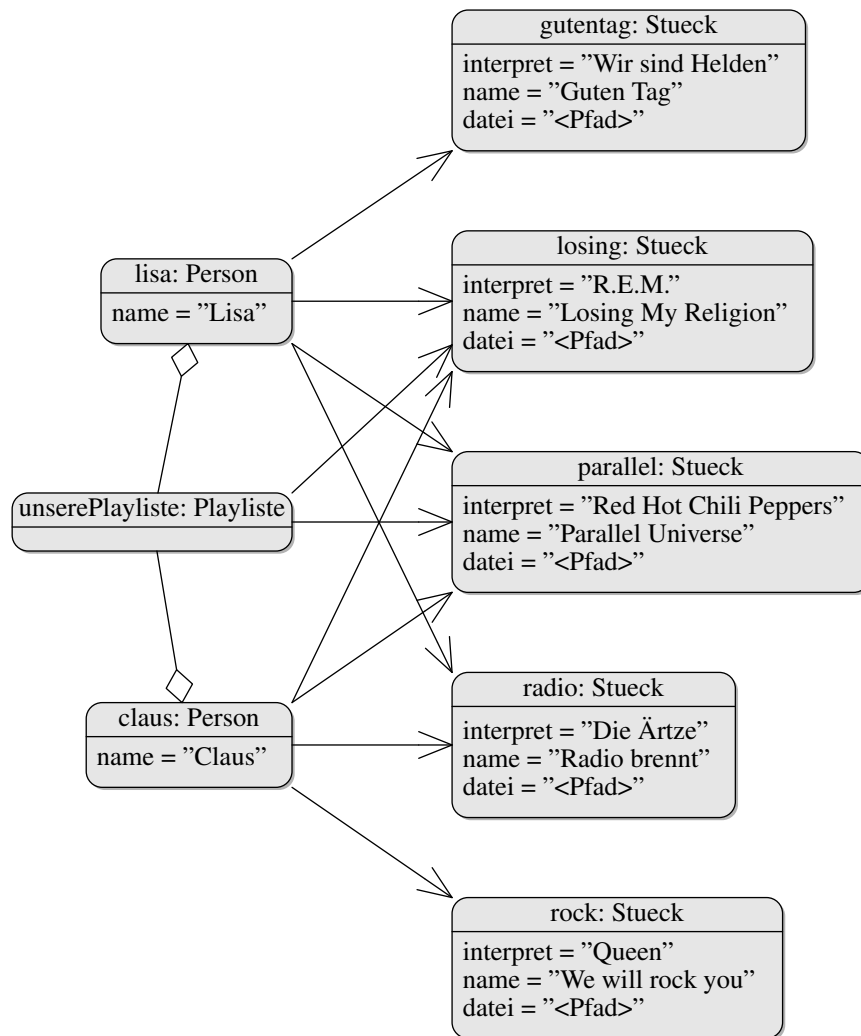 gutentag: Stueck
interpret = ”Wir sind Helden”
name = ”Guten Tag”
datei = ”<Pfad>”
lisa: Person
name = ”Lisa”
losing: Stueck
interpret = ”R.E.M.”
name = ”Losing My Religion”
datei = ”<Pfad>”
unserePlayliste: Playliste
parallel: Stueck
interpret = ”Red Hot Chili Peppers”
name = ”Parallel Universe”
datei = ”<Pfad>”
claus: Person
name = ”Claus”
radio: Stueck
interpret = ”Die Ärtze”
name = ”Radio brennt”
datei = ”<Pfad>”
rock: Stueck
interpret = ”Queen”
name = ”We will rock you”
datei = ”<Pfad>”